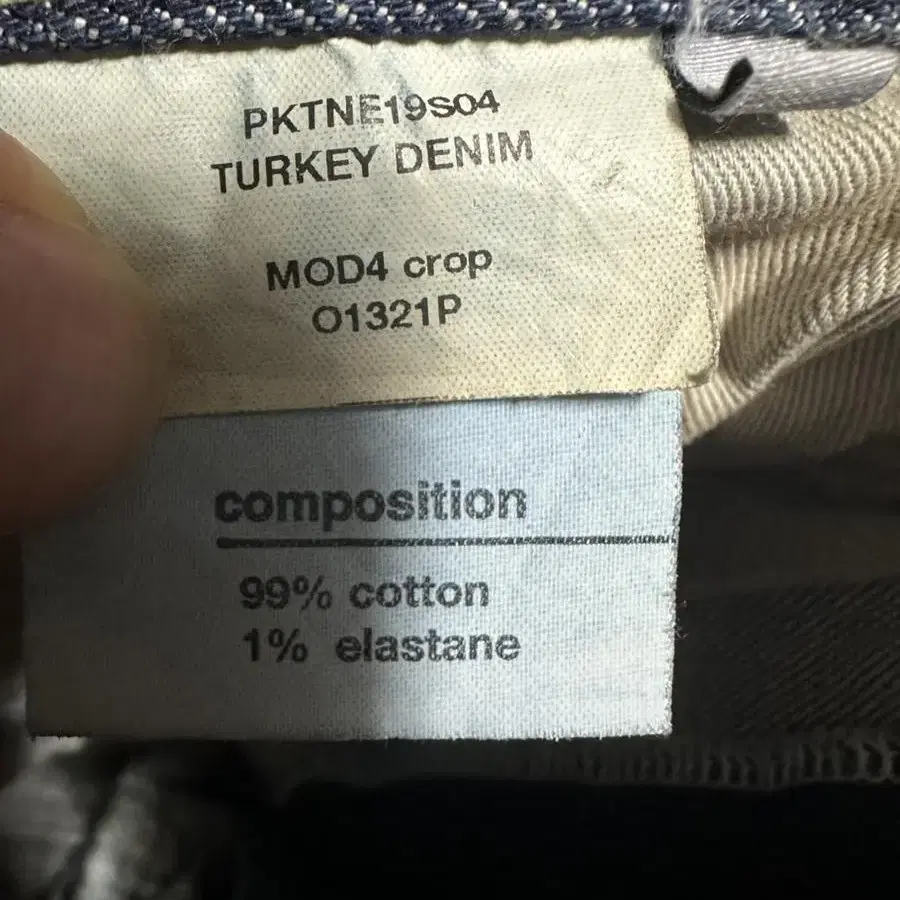 PKTNE19S04
TURKEY DENIM
MOD4 crop
O1321P
composition
99% cotton
1% elastane